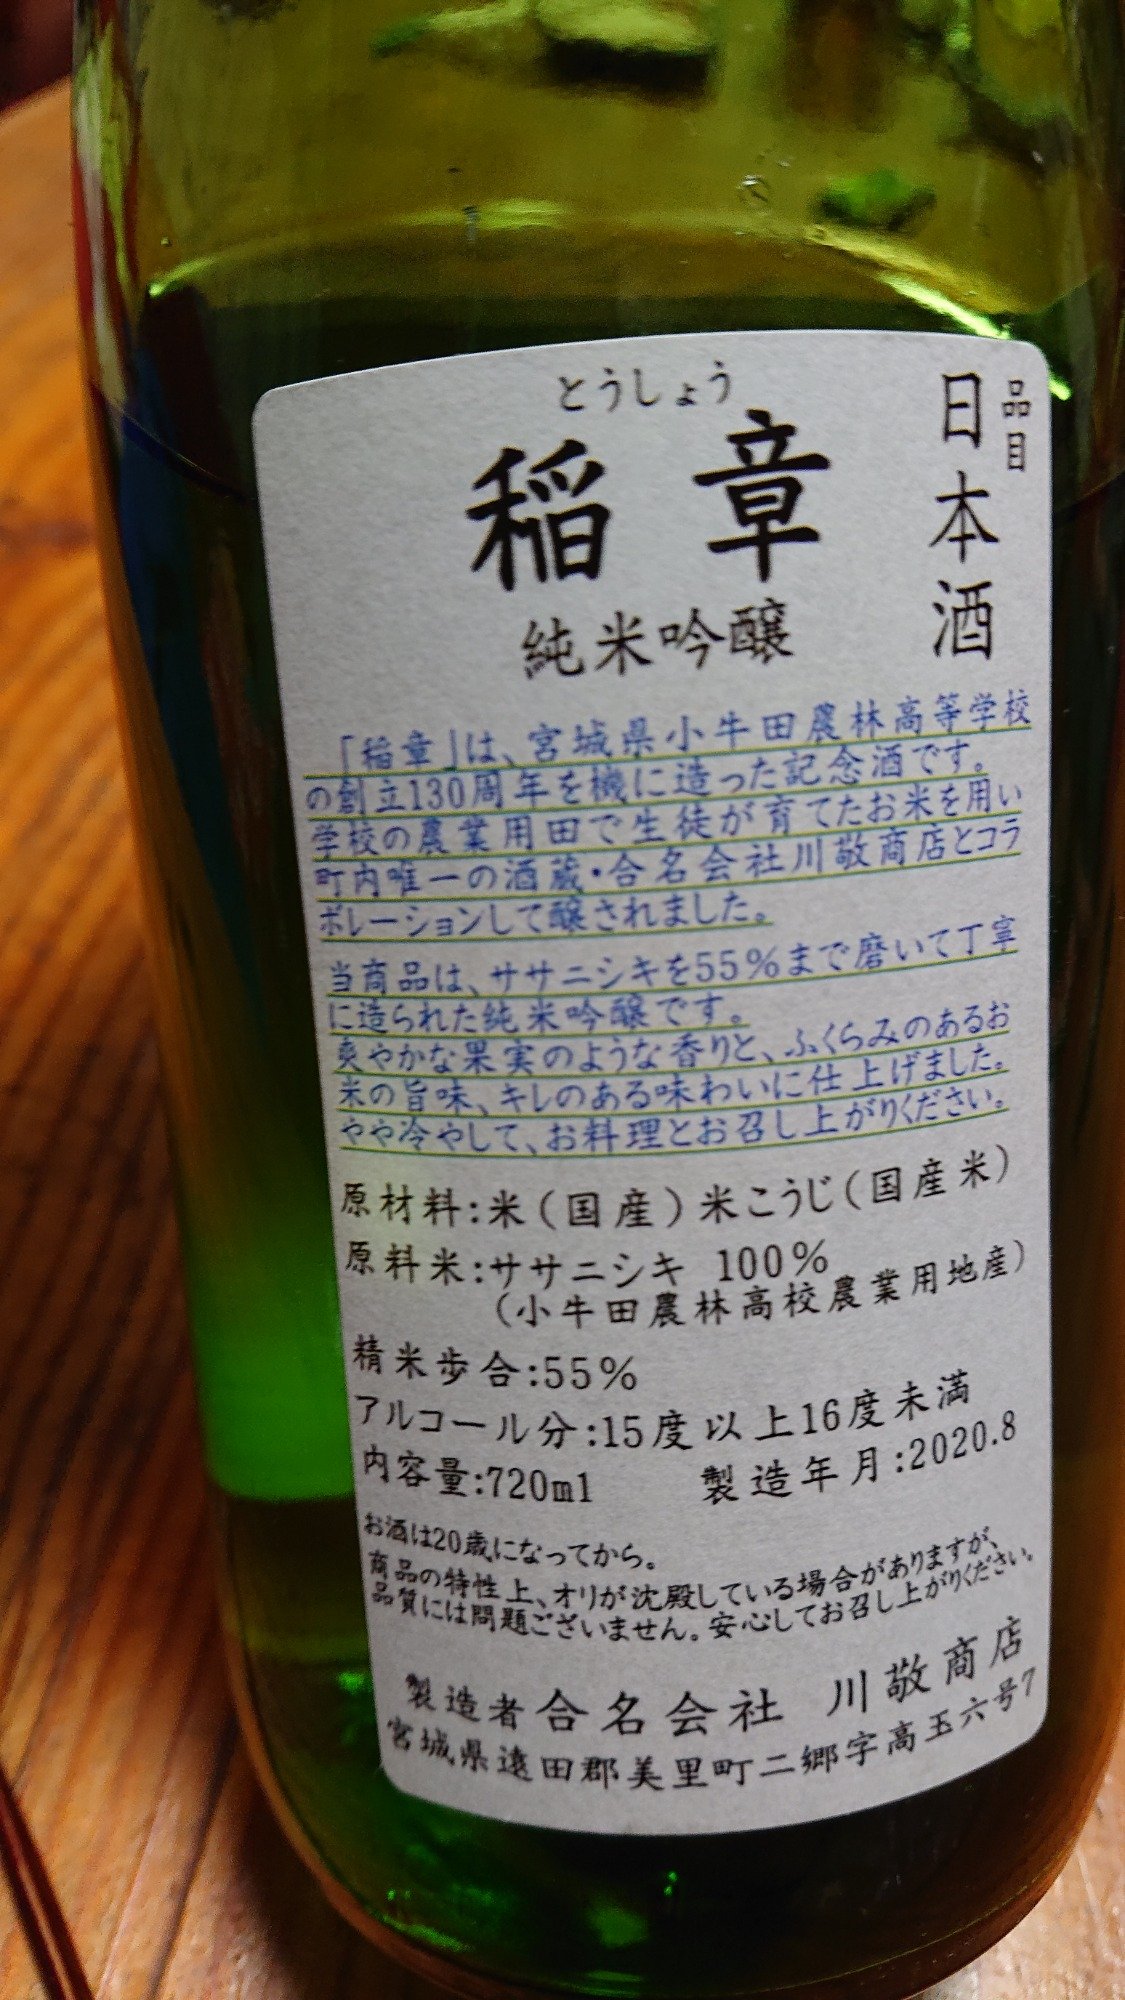 品目
日本酒
とうしょう
稲章
純米吟醸
「稲章」は、宮城県小牛田農林高等学校
の創立130周年を機に造った記念酒です。
学校の農業用田で生徒が育てたお米を用い
町内唯一の酒蔵・合名会社川敬商店とコラ
ボレーションして醸されました。
当商品は、ササニシキを55%まで磨いて丁寧
に造られた純米吟醸です。
爽やかな果実のような香りと、ふくらみのあるお
米の旨味、キレのある味わいに仕上げました。
やや冷やして、お料理とお召し上がりください。
原材料:米(国産)米こうじ(国産米)
原料米:ササニシキ 100%
(小牛田農林高校農業用地産)
精米歩合:55%
アルコール分:15度以上16度未満
内容量:720ml 製造年月:2020.8
お酒は20歳になってから。
商品の特性上、オリが沈殿している場合がありますが、
品質には問題ございません。安心してお召し上がりください。
製造者 合名会社 川敬商店
宮城県遠田郡美里町二郷字高玉六号7